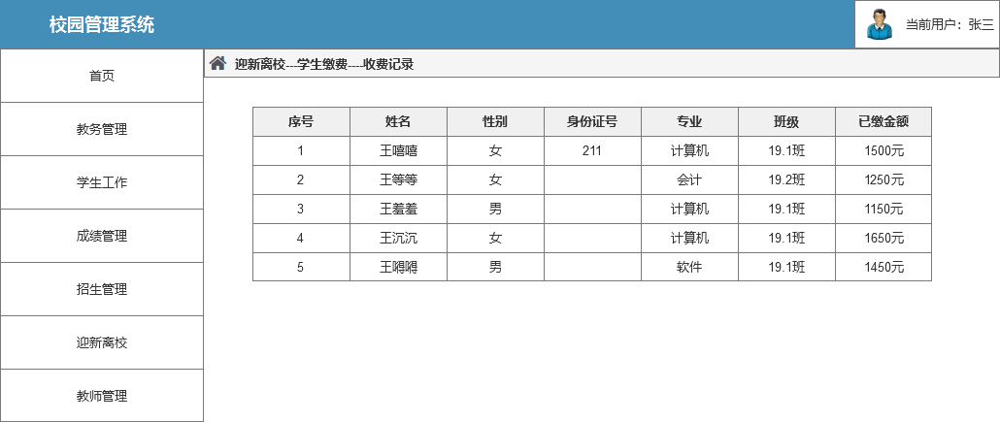 校园管理系统
当前用户：张三
首页
教务管理
学生工作
成绩管理
招生管理
迎新离校
教师管理
迎新离校---学生缴费----收费记录
序号 姓名 性别 身份证号 专业 班级 已缴金额
1 王嘻嘻 女 211 计算机 19.1班 1500元
2 王等等 女 会计 19.2班 1250元
3 王羞羞 男 计算机 19.1班 1150元
4 王沉沉 女 计算机 19.1班 1650元
5 王嘚嘚 男 软件 19.1班 1450元